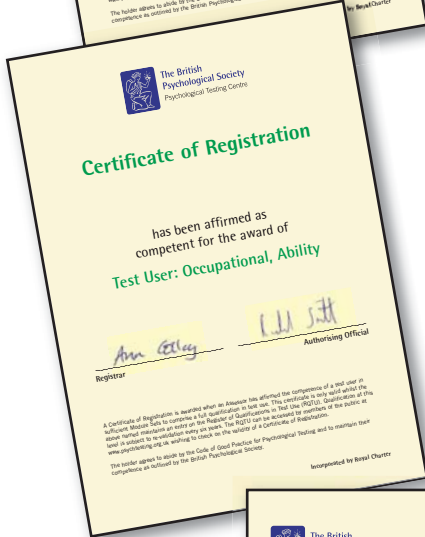 The holder agrees to abide by the
competence as outlined by the British Psychological
by Royal Charter
The British
Psychological Society
Psychological Testing Centre
Certificate of Registration
has been affirmed as
competent for the award of
Test User: Occupational, Ability
Ann Colley
Registrar
Authorising Official
A Certificate of Registration is awarded when an Assessor has affirmed the competence of a test user in
sufficient Module Sets to comprise a full qualification in test use. This certificate is only valid whilst the
above named maintains an entry on the Register of Qualifications in Test Use (RQTU). Qualification at this
level is subject to re-validation every six years. The RQTU can be accessed by members of the public at
www.psychtesting.org.uk wishing to check on the validity of a Certificate of Registration.
The holder agrees to abide by the Code of Good Practice for Psychological Testing and to maintain their
competence as outlined by the British Psychological Society.
Incorporated by Royal Charter
The British